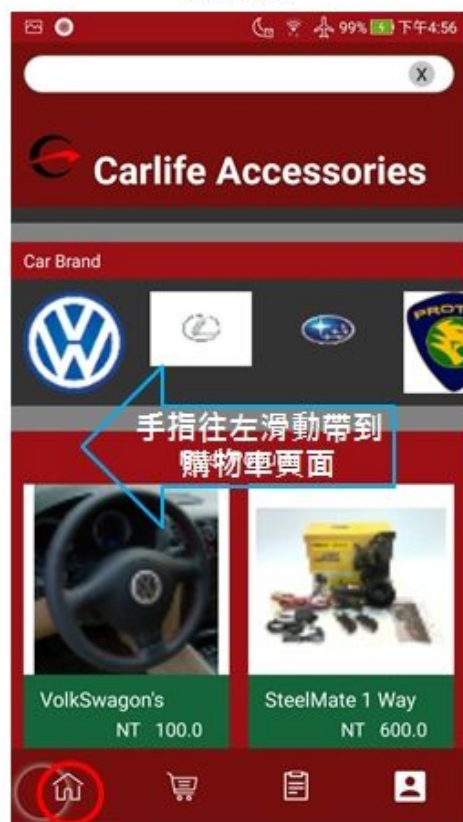 99% 下午4:56
X
Carlife Accessories
Car Brand
PROT
手指往左滑動帶到
購物車頁面
VolkSwagon's
NT 100.0
SteelMate 1 Way
NT 600.0